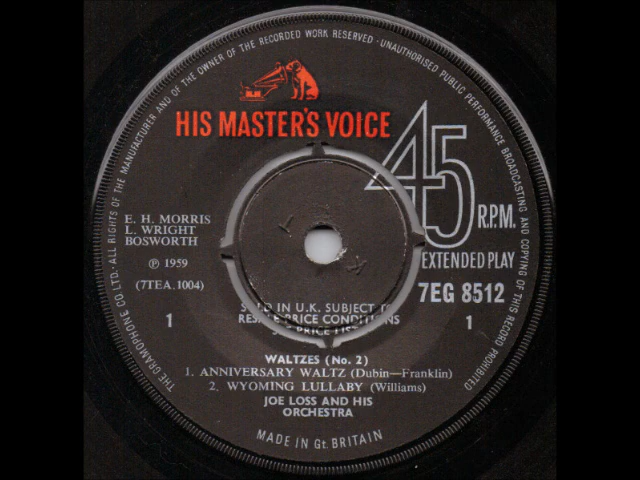 THE GRAMOPHONE CO. LTD. · ALL RIGHTS OF THE MANUFACTURER AND OF THE OWNER OF THE RECORDED WORK RESERVED · UNAUTHORISED PUBLIC PERFORMANCE BROADCASTING AND COPYING OF THIS RECORD PROHIBITED
HIS MASTER'S VOICE
45 R.P.M.
EXTENDED PLAY
E. H. MORRIS
L. WRIGHT
BOSWORTH
℗ 1959
(7TEA.1004)
7EG 8512
1
1
IN U.K. SUBJECT
PRICE CONDITIONS
PRICE
WALTZES (No. 2)
1. ANNIVERSARY WALTZ (Dubin—Franklin)
2. WYOMING LULLABY (Williams)
JOE LOSS AND HIS
ORCHESTRA
MADE IN Gt. BRITAIN